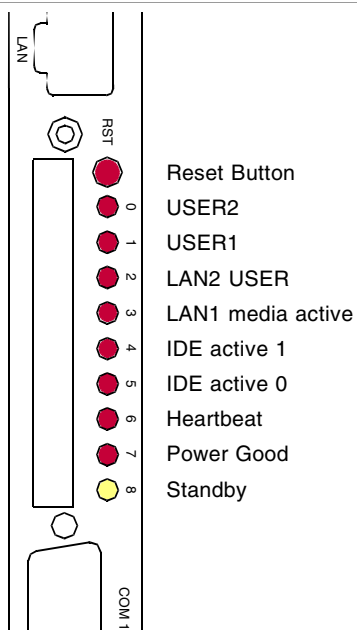 LAN
RST
Reset Button
0 USER2
1 USER1
2 LAN2 USER
3 LAN1 media active
4 IDE active 1
5 IDE active 0
6 Heartbeat
7 Power Good
8 Standby
COM 1